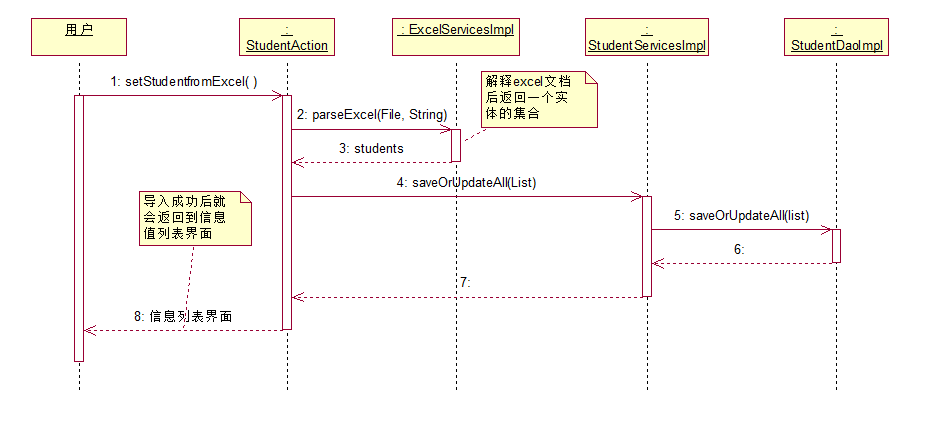 用户
:
StudentAction
: ExcelServicesImpl
:
StudentServicesImpl
:
StudentDaoImpl
1: setStudentfromExcel( )
解释excel文档
后返回一个实
体的集合
2: parseExcel(File, String)
3: students
4: saveOrUpdateAll(List)
导入成功后就
会返回到信息
值列表界面
5: saveOrUpdateAll(list)
6:
7:
8: 信息列表界面